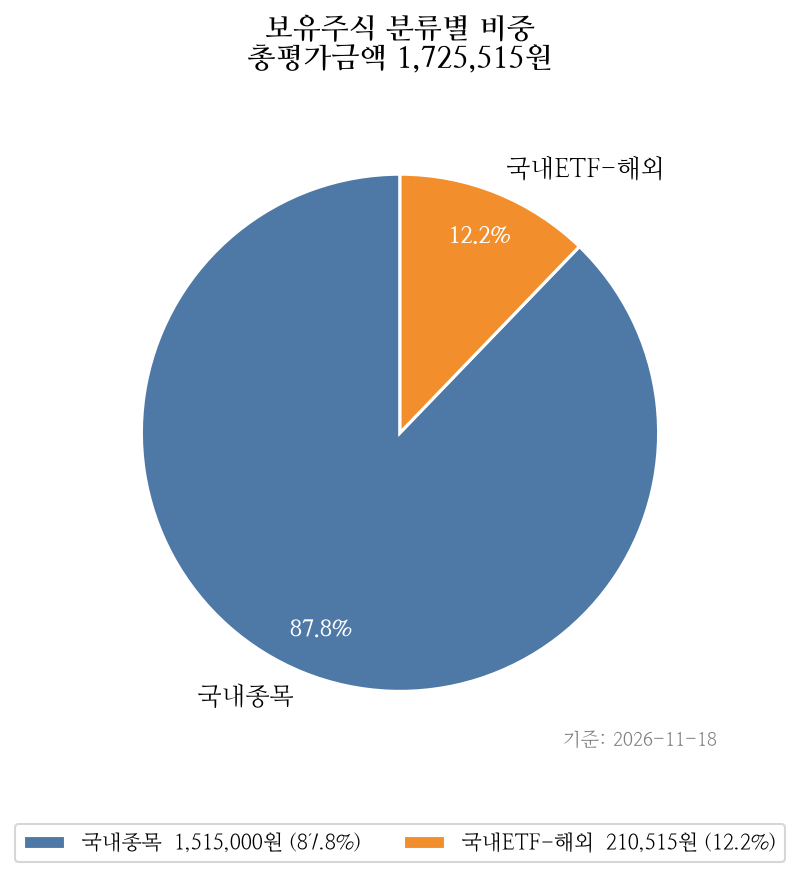 보유주식 분류별 비중
총평가금액 1,725,515원
국내ETF-해외
12.2%
87.8%
국내종목
기준: 2026-11-18
국내종목 1,515,000원 (87.8%) 국내ETF-해외 210,515원 (12.2%)